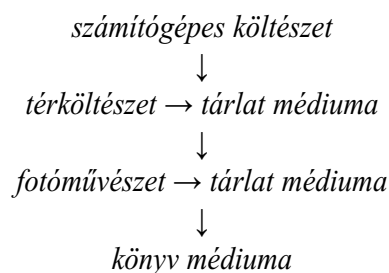 számítógépes költészet
↓
térköltészet → tárlat médiuma
↓
fotóművészet → tárlat médiuma
↓
könyv médiuma